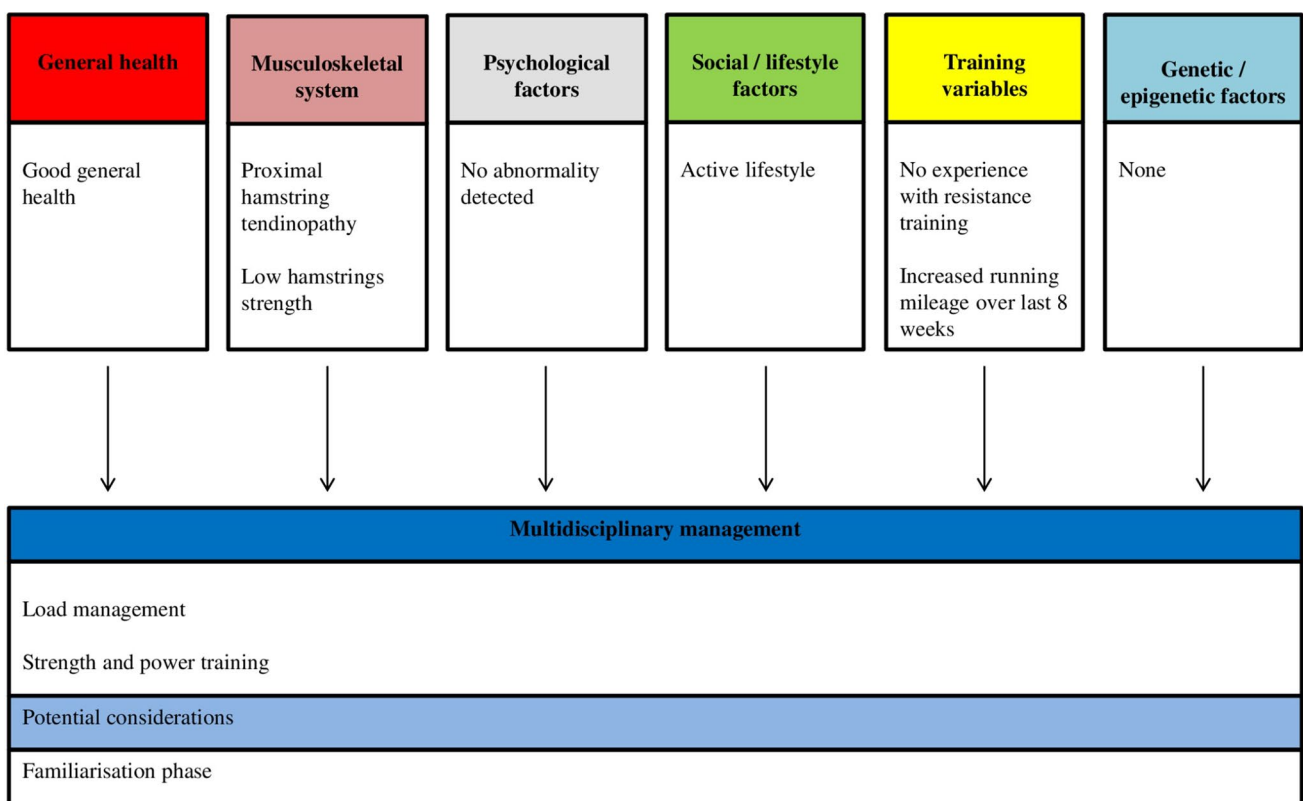 General health
Good general
health
Musculoskeletal
system
Proximal
hamstring
tendinopathy
Low hamstrings
strength
Psychological
factors
No abnormality
detected
Social / lifestyle
factors
Active lifestyle
Training
variables
No experience
with resistance
training
Increased running
mileage over last 8
weeks
Genetic /
epigenetic factors
None
Multidisciplinary management
Load management
Strength and power training
Potential considerations
Familiarisation phase